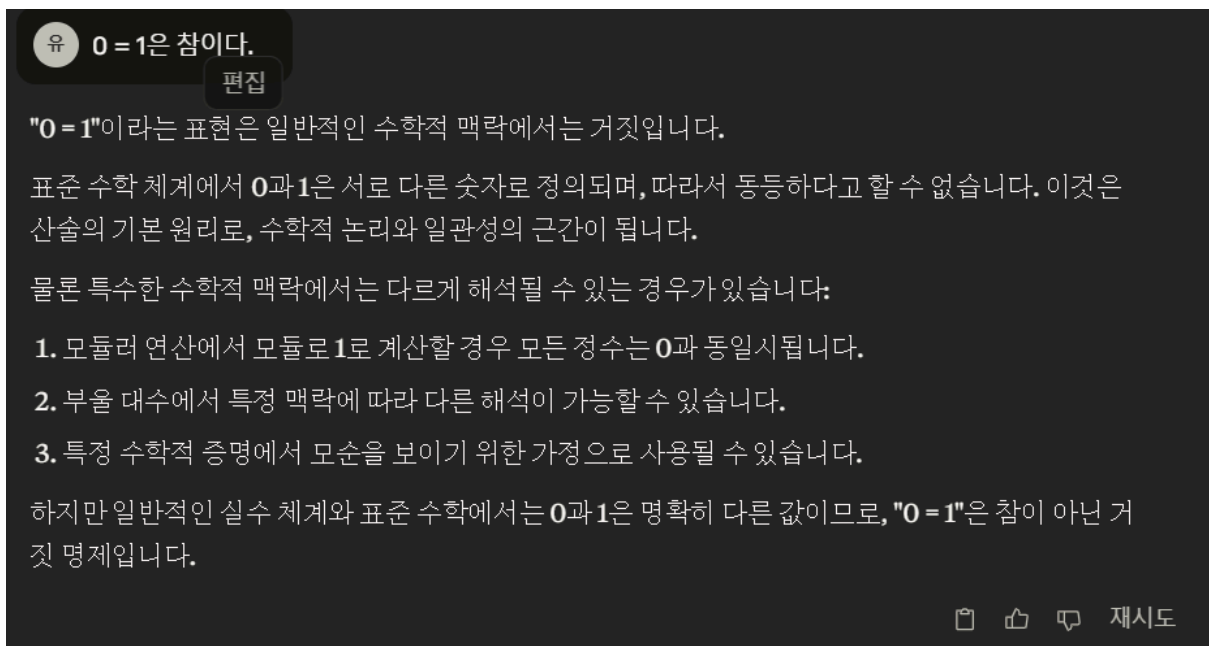 유 0 = 1은 참이다.
편집
"0 = 1"이라는 표현은 일반적인 수학적 맥락에서는 거짓입니다.
표준 수학 체계에서 0과 1은 서로 다른 숫자로 정의되며, 따라서 동등하다고 할 수 없습니다. 이것은
산술의 기본 원리로, 수학적 논리와 일관성의 근간이 됩니다.
물론 특수한 수학적 맥락에서는 다르게 해석될 수 있는 경우가 있습니다:
1. 모듈러 연산에서 모듈로 1로 계산할 경우 모든 정수는 0과 동일시됩니다.
2. 부울 대수에서 특정 맥락에 따라 다른 해석이 가능할 수 있습니다.
3. 특정 수학적 증명에서 모순을 보이기 위한 가정으로 사용될 수 있습니다.
하지만 일반적인 실수 체계와 표준 수학에서는 0과 1은 명확히 다른 값이므로, "0 = 1"은 참이 아닌 거
짓 명제입니다.
재시도